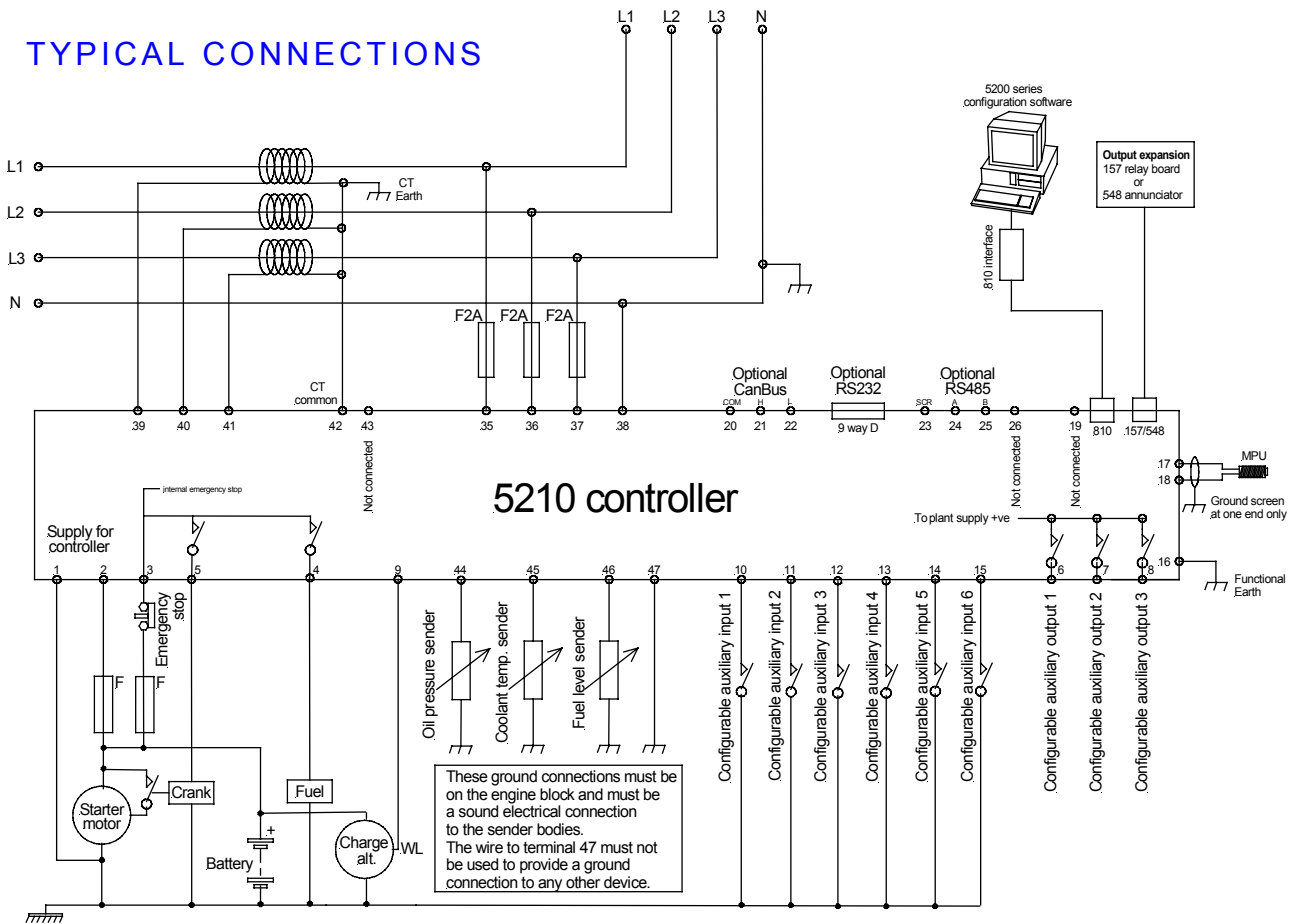 TYPICAL CONNECTIONS
L1 L2 L3 N
5200 series
configuration software
Output expansion
157 relay board
or
548 annunciator
810 interface
L1
L2
L3
N
CT
Earth
F2A F2A F2A
CT
common
Optional
CanBus
Optional
RS232
Optional
RS485
COM H L
SCR A B
39 40 41 42 43 35 36 37 38 20 21 22 9 way D 23 24 25 26 19 810 157/548
Not connected
Not connected
Not connected
17
18
MPU
Ground screen
at one end only
internal emergency stop
5210 controller
To plant supply +ve
Supply for
controller
16
Functional
Earth
1 2 3 5 4 9 44 45 46 47 10 11 12 13 14 15 6 7 8
Emergency
stop
F F
Oil pressure sender
Coolant temp. sender
Fuel level sender
Configurable auxiliary input 1
Configurable auxiliary input 2
Configurable auxiliary input 3
Configurable auxiliary input 4
Configurable auxiliary input 5
Configurable auxiliary input 6
Configurable auxiliary output 1
Configurable auxiliary output 2
Configurable auxiliary output 3
Starter
motor
Crank
Fuel
Battery
+
Charge
alt.
WL
These ground connections must be
on the engine block and must be
a sound electrical connection
to the sender bodies.
The wire to terminal 47 must not
be used to provide a ground
connection to any other device.